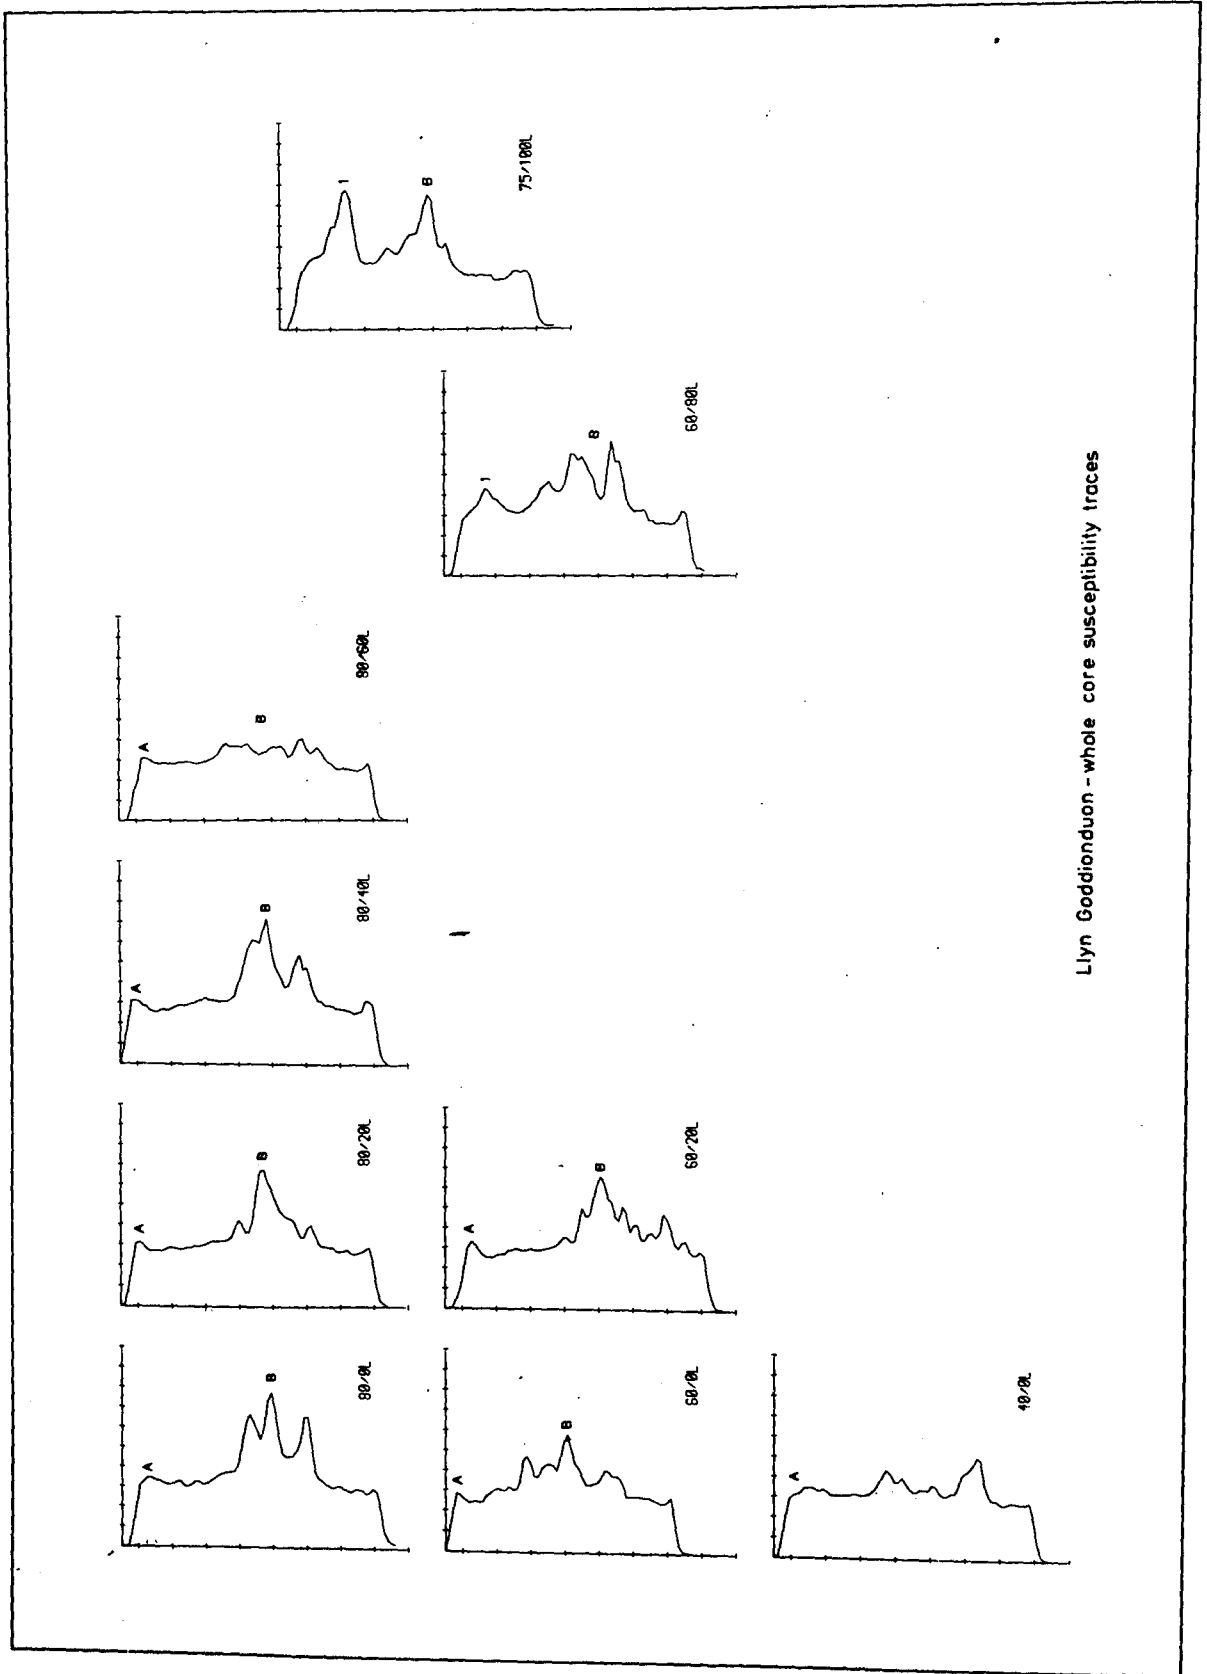 A
B
80/0L
A
B
80/20L
A
B
80/40L
A
B
80/60L
1
B
75/100L
A
B
60/0L
A
B
60/20L
1
B
60/80L
A
40/0L
Llyn Goddionduon - whole core susceptibility traces